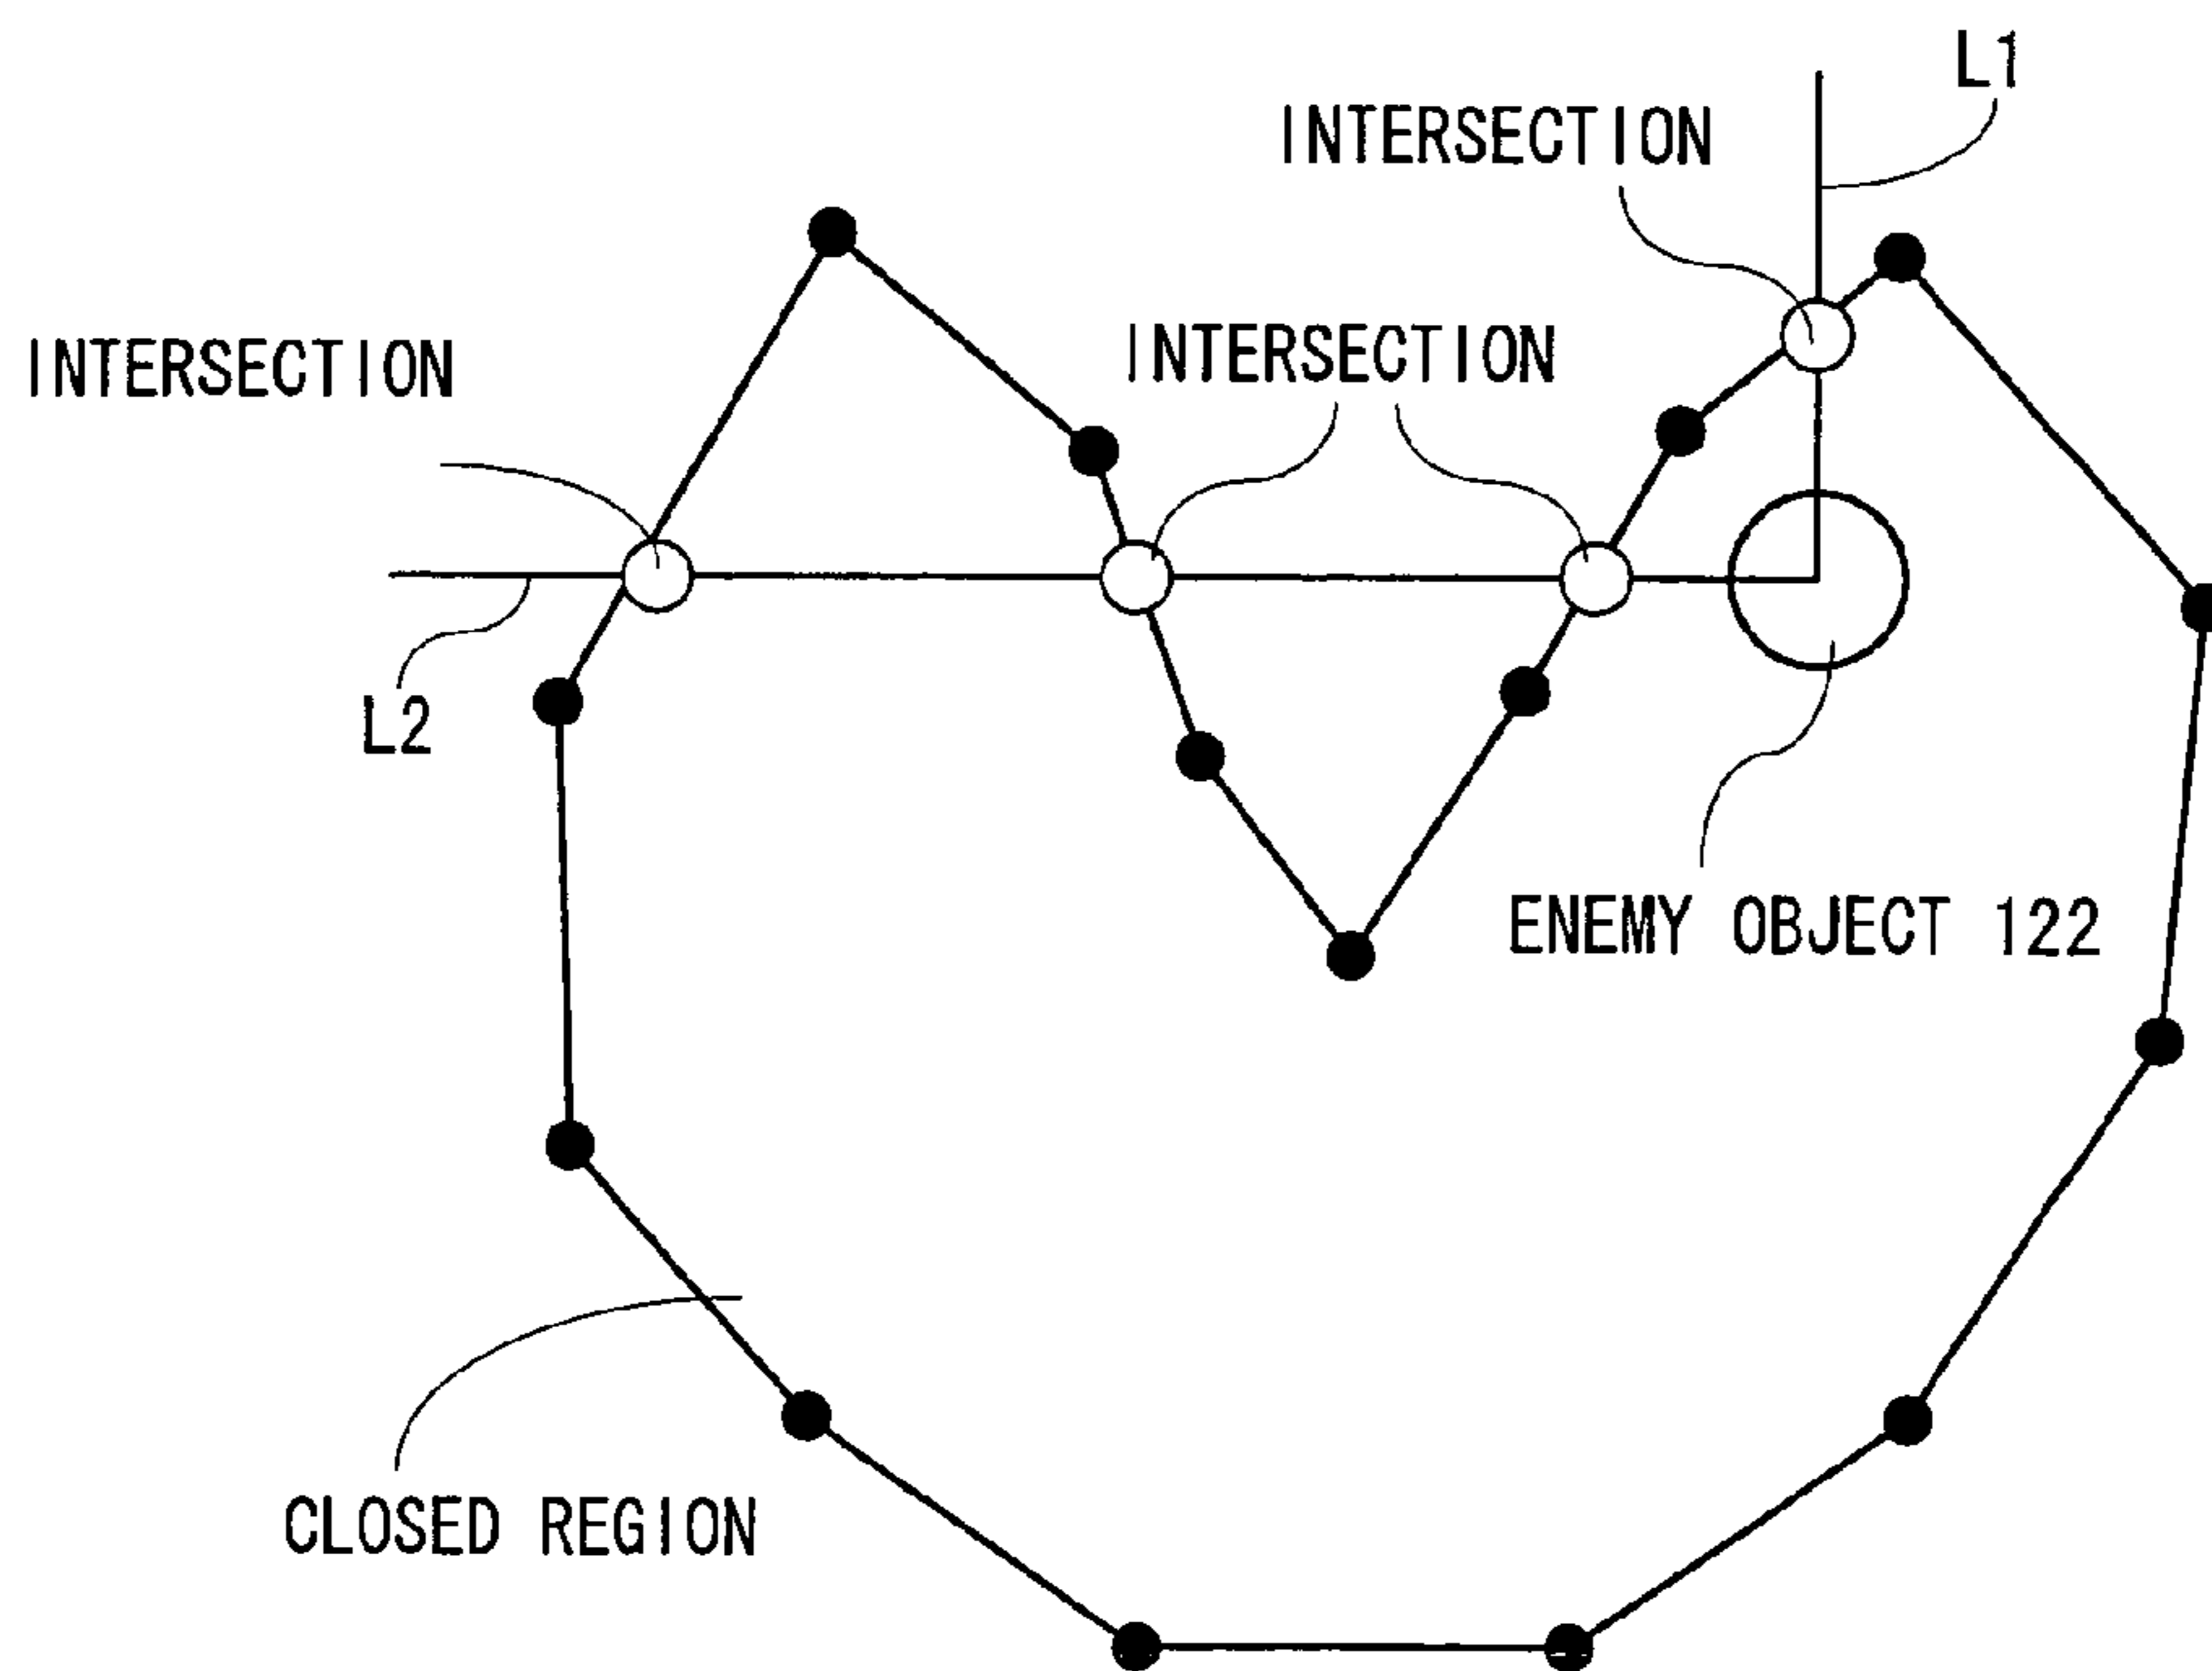 L1
INTERSECTION
INTERSECTION
INTERSECTION
L2
ENEMY OBJECT 122
CLOSED REGION